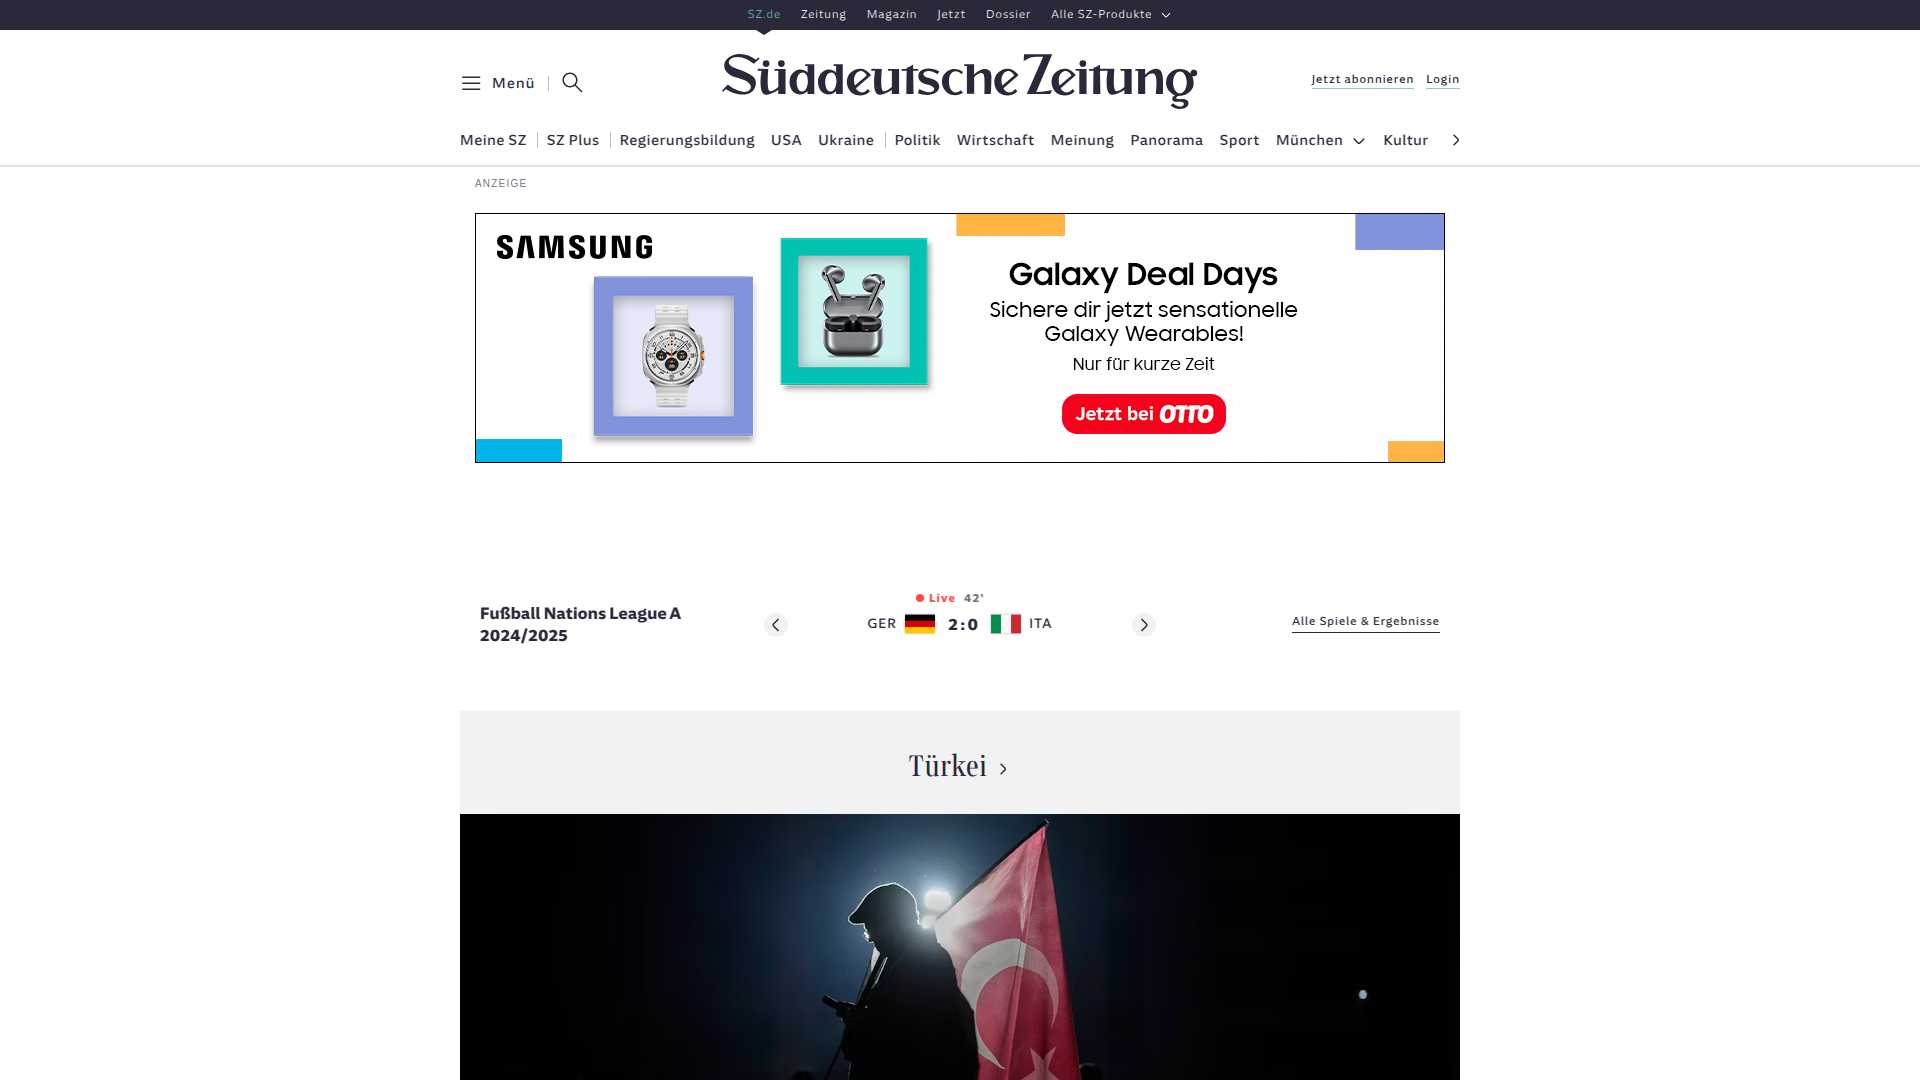 SZ.de Zeitung Magazin Jetzt Dossier Alle SZ-Produkte
Menü
Süddeutsche Zeitung
Jetzt abonnieren Login
Meine SZ SZ Plus Regierungsbildung USA Ukraine Politik Wirtschaft Meinung Panorama Sport München Kultur
ANZEIGE
SAMSUNG
Galaxy Deal Days
Sichere dir jetzt sensationelle
Galaxy Wearables!
Nur für kurze Zeit
Jetzt bei OTTO
Fußball Nations League A
2024/2025
Live 42'
GER 2:0 ITA
Alle Spiele & Ergebnisse
Türkei